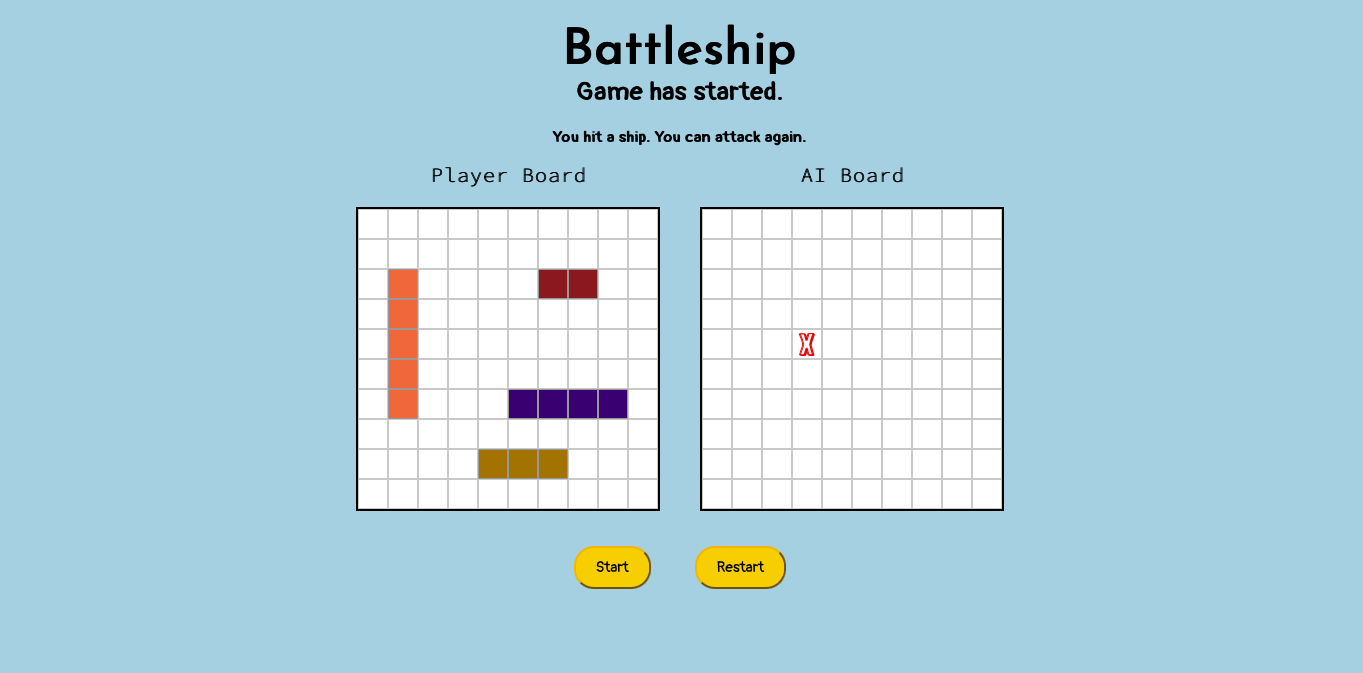 Battleship
Game has started.
You hit a ship. You can attack again.
Player Board
AI Board
X
Start
Restart